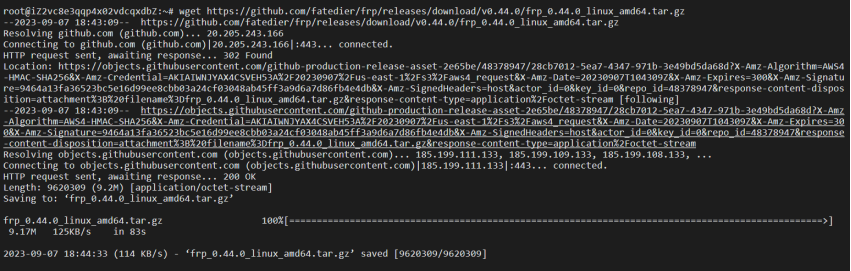 root@iZ2vc8e3qqp4x02vdcqxdbZ:~# wget https://github.com/fatedier/frp/releases/download/v0.44.0/frp_0.44.0_linux_amd64.tar.gz
--2023-09-07 18:43:09--  https://github.com/fatedier/frp/releases/download/v0.44.0/frp_0.44.0_linux_amd64.tar.gz
Resolving github.com (github.com)... 20.205.243.166
Connecting to github.com (github.com)|20.205.243.166|:443... connected.
HTTP request sent, awaiting response... 302 Found
Location: https://objects.githubusercontent.com/github-production-release-asset-2e65be/48378947/28cb7012-5ea7-4347-971b-3e49bd5da68d?X-Amz-Algorithm=AWS4
-HMAC-SHA256&X-Amz-Credential=AKIAIWNJYAX4CSVEH53A%2F20230907%2Fus-east-1%2Fs3%2Faws4_request&X-Amz-Date=20230907T104309Z&X-Amz-Expires=300&X-Amz-Signatu
re=9464a13fa36523bc5e16d99ee8cbb03a24cf03048ab45ff3a9d6a7d86fb4e4db&X-Amz-SignedHeaders=host&actor_id=0&key_id=0&repo_id=48378947&response-content-dispos
ition=attachment%3B%20filename%3Dfrp_0.44.0_linux_amd64.tar.gz&response-content-type=application%2Foctet-stream [following]
--2023-09-07 18:43:09--  https://objects.githubusercontent.com/github-production-release-asset-2e65be/48378947/28cb7012-5ea7-4347-971b-3e49bd5da68d?X-Amz
-Algorithm=AWS4-HMAC-SHA256&X-Amz-Credential=AKIAIWNJYAX4CSVEH53A%2F20230907%2Fus-east-1%2Fs3%2Faws4_request&X-Amz-Date=20230907T104309Z&X-Amz-Expires=30
0&X-Amz-Signature=9464a13fa36523bc5e16d99ee8cbb03a24cf03048ab45ff3a9d6a7d86fb4e4db&X-Amz-SignedHeaders=host&actor_id=0&key_id=0&repo_id=48378947&response
-content-disposition=attachment%3B%20filename%3Dfrp_0.44.0_linux_amd64.tar.gz&response-content-type=application%2Foctet-stream
Resolving objects.githubusercontent.com (objects.githubusercontent.com)... 185.199.111.133, 185.199.109.133, 185.199.108.133, ...
Connecting to objects.githubusercontent.com (objects.githubusercontent.com)|185.199.111.133|:443... connected.
HTTP request sent, awaiting response... 200 OK
Length: 9620309 (9.2M) [application/octet-stream]
Saving to: ‘frp_0.44.0_linux_amd64.tar.gz’
frp_0.44.0_linux_amd64.tar.gz 100%[==================================================================================>]
9.17M 125KB/s in 83s
2023-09-07 18:44:33 (114 KB/s) - ‘frp_0.44.0_linux_amd64.tar.gz’ saved [9620309/9620309]